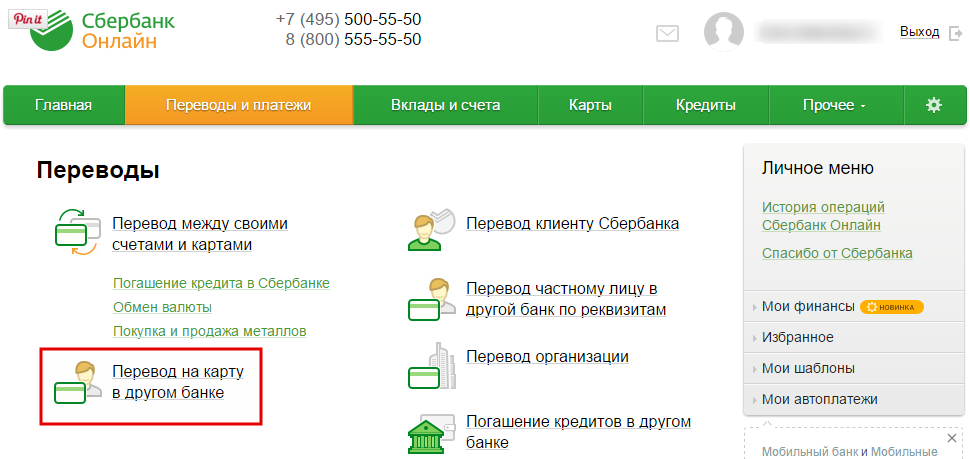 Pin it
Сбербанк
Онлайн
+7 (495) 500-55-50
8 (800) 555-55-50
Выход
Главная
Переводы и платежи
Вклады и счета
Карты
Кредиты
Прочее
Переводы
Перевод между своими
счетами и картами
Погашение кредита в Сбербанке
Обмен валюты
Покупка и продажа металлов
Перевод на карту
в другом банке
Перевод клиенту Сбербанка
Перевод частному лицу в
другой банк по реквизитам
Перевод организации
Погашение кредитов в другом
банке
Личное меню
История операций
Сбербанк Онлайн
Спасибо от Сбербанка
Мои финансы НОВИНКА
Избранное
Мои шаблоны
Мои автоплатежи
Мобильный банк и Мобильные